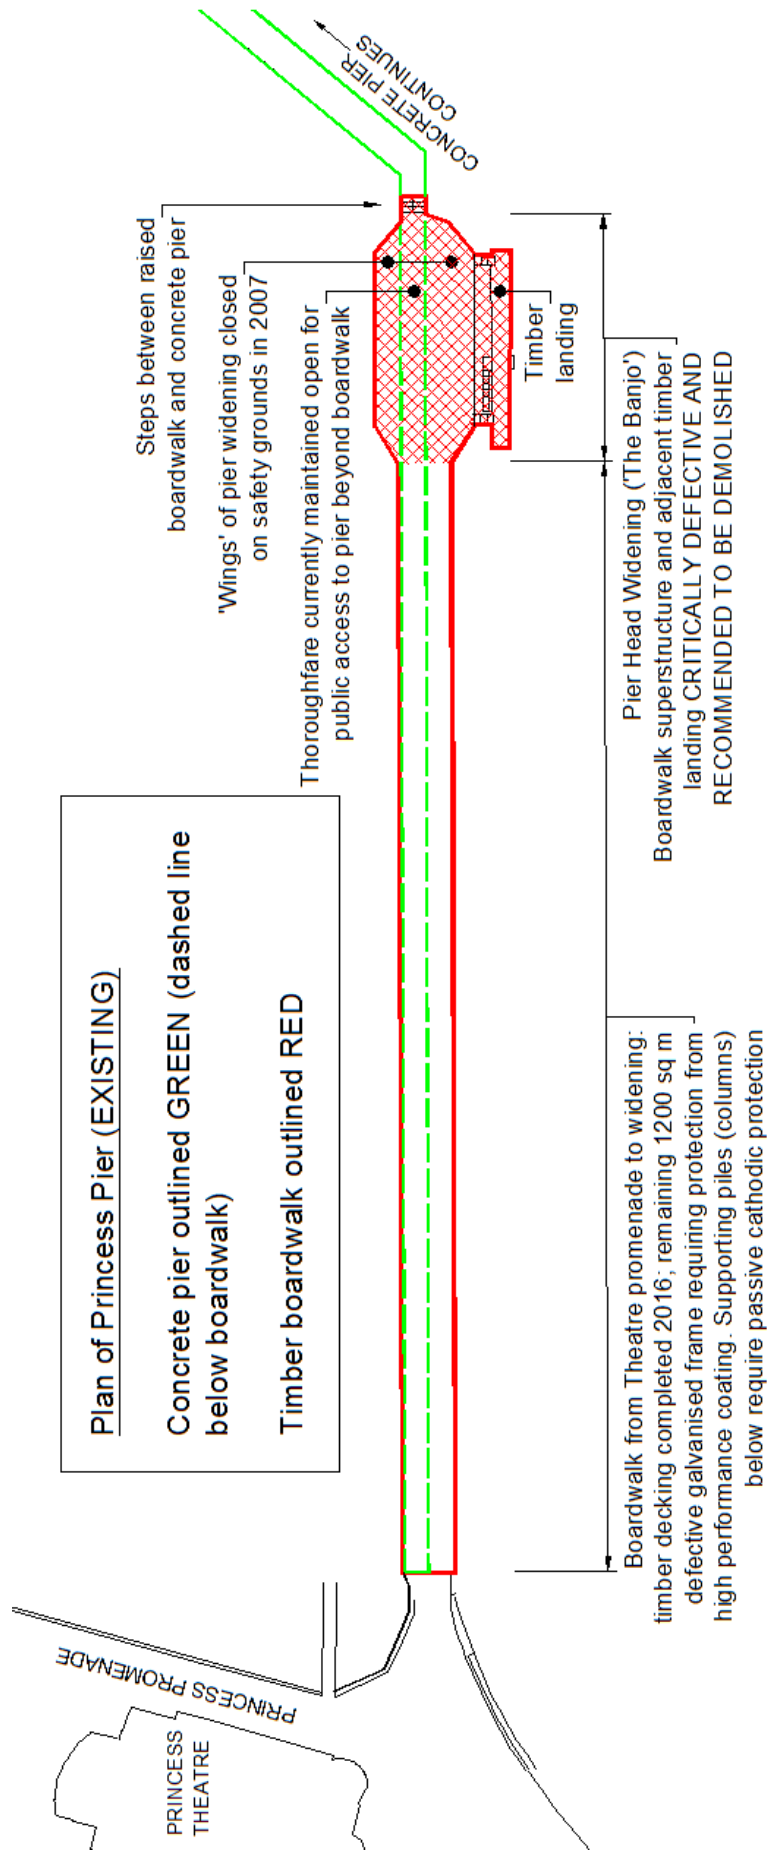 Plan of Princess Pier (EXISTING)
Concrete pier outlined GREEN (dashed line
below boardwalk)
Timber boardwalk outlined RED
Steps between raised
boardwalk and concrete pier
'Wings' of pier widening closed
on safety grounds in 2007
Thoroughfare currently maintained open for
public access to pier beyond boardwalk
CONCRETE PIER
CONTINUES
Timber
landing
PRINCESS PROMENADE
PRINCESS
THEATRE
Boardwalk from Theatre promenade to widening:
timber decking completed 2016; remaining 1200 sq m
defective galvanised frame requiring protection from
high performance coating. Supporting piles (columns)
below require passive cathodic protection
Pier Head Widening ('The Banjo')
Boardwalk superstructure and adjacent timber
landing CRITICALLY DEFECTIVE AND
RECOMMENDED TO BE DEMOLISHED